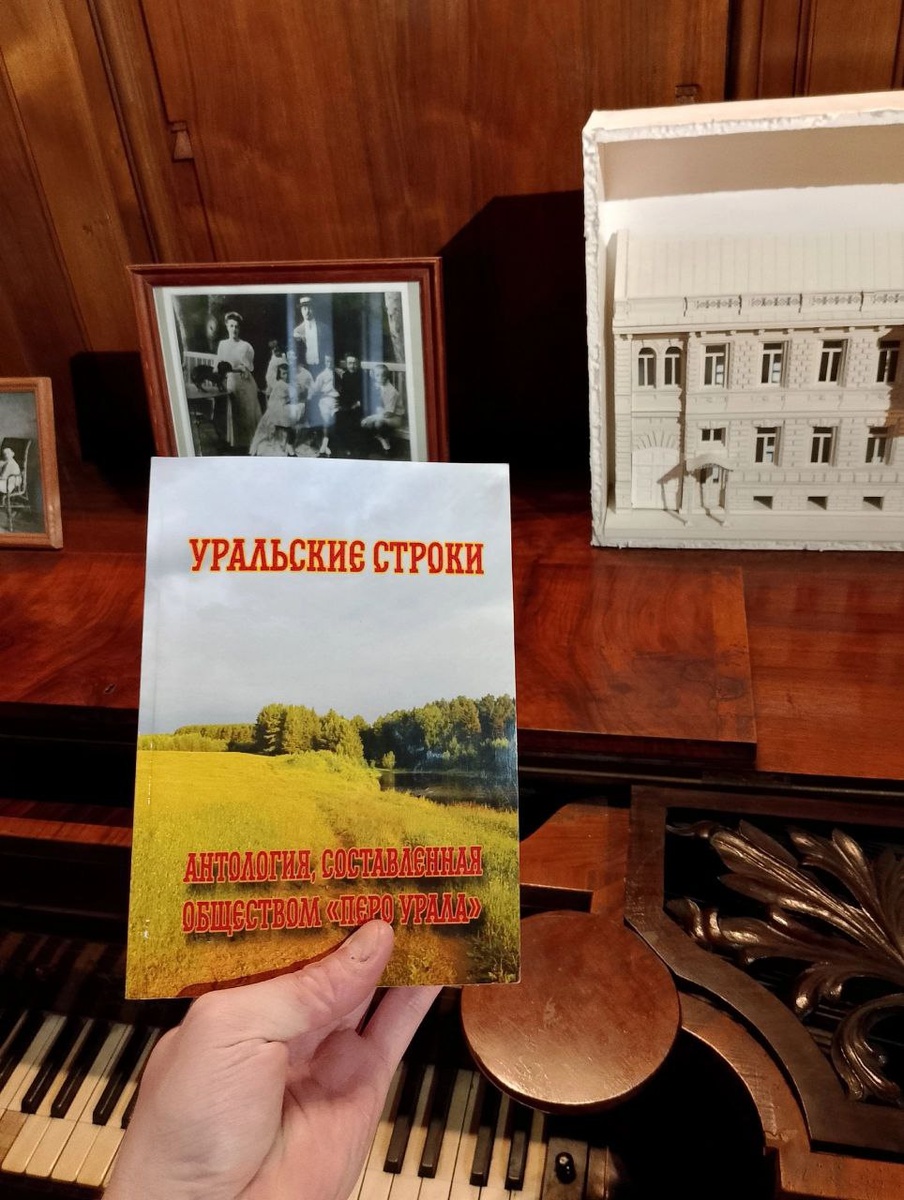 УРАЛЬСКИЕ СТРОКИ
АНТОЛОГИЯ, СОСТАВЛЕННАЯ
ОБЩЕСТВОМ «ПЕРО УРАЛА»